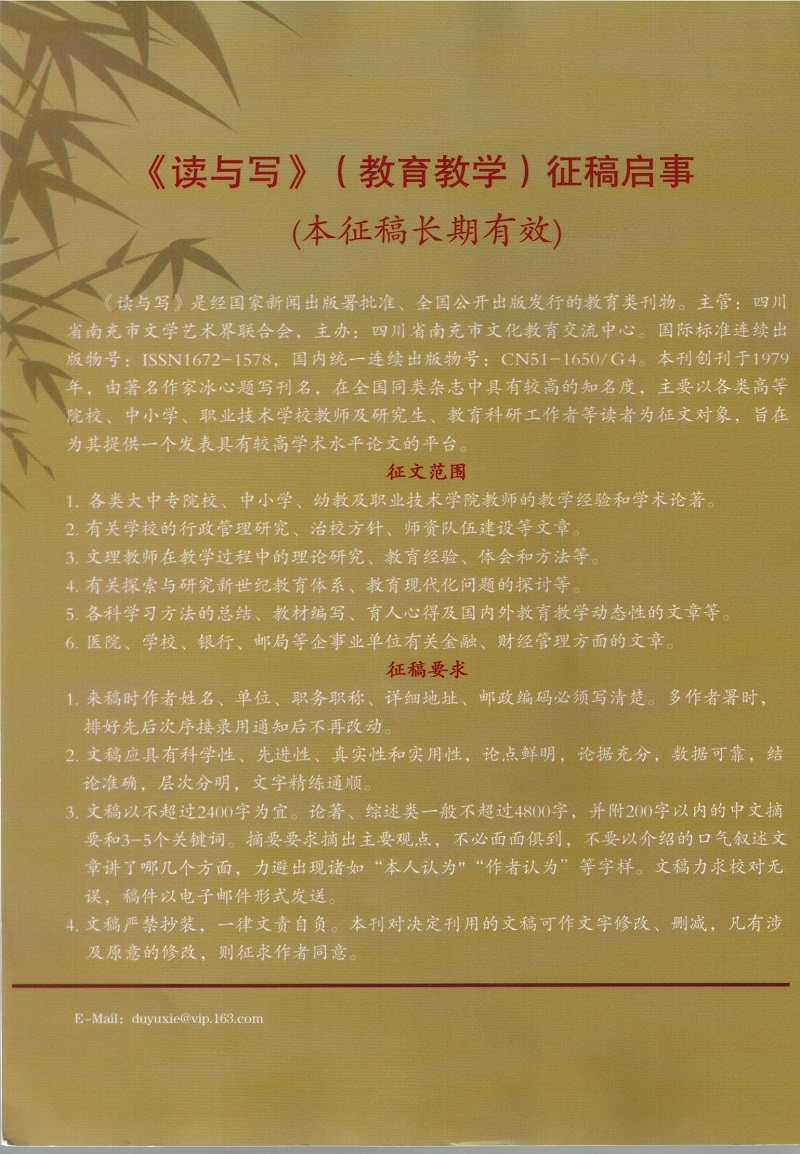 《读与写》（教育教学）征稿启事
(本征稿长期有效)
《读与写》是经国家新闻出版署批准、全国公开出版发行的教育类刊物。主管：四川
省南充市文学艺术界联合会，主办：四川省南充市文化教育交流中心。国际标准连续出
版物号：ISSN1672-1578，国内统一连续出版物号：CN51-1650/G4。本刊创刊于1979
年，由著名作家冰心题写刊名，在全国同类杂志中具有较高的知名度，主要以各类高等
院校、中小学、职业技术学校教师及研究生、教育科研工作者等读者为征文对象，旨在
为其提供一个发表具有较高学术水平论文的平台。
征文范围
1. 各类大中专院校、中小学、幼教及职业技术学院教师的教学经验和学术论著。
2. 有关学校的行政管理研究、治校方针、师资队伍建设等文章。
3. 文理教师在教学过程中的理论研究、教育经验、体会和方法等。
4. 有关探索与研究新世纪教育体系、教育现代化问题的探讨等。
5. 各科学习方法的总结、教材编写、育人心得及国内外教育教学动态性的文章等。
6. 医院、学校、银行、邮局等企事业单位有关金融、财经管理方面的文章。
征稿要求
1. 来稿时作者姓名、单位、职务职称、详细地址、邮政编码必须写清楚。多作者署时，
排好先后次序接录用通知后不再改动。
2. 文稿应具有科学性、先进性、真实性和实用性，论点鲜明，论据充分，数据可靠，结
论准确，层次分明，文字精练通顺。
3. 文稿以不超过2400字为宜。论著、综述类一般不超过4800字，并附200字以内的中文摘
要和3-5个关键词。摘要要求摘出主要观点，不必面面俱到，不要以介绍的口气叙述文
章讲了哪几个方面，力避出现诸如“本人认为"“作者认为”等字样。文稿力求校对无
误，稿件以电子邮件形式发送。
4. 文稿严禁抄装，一律文责自负。本刊对决定刊用的文稿可作文字修改、删减，凡有涉
及原意的修改，则征求作者同意。
E-Mail：duyuxie@vip.163.com